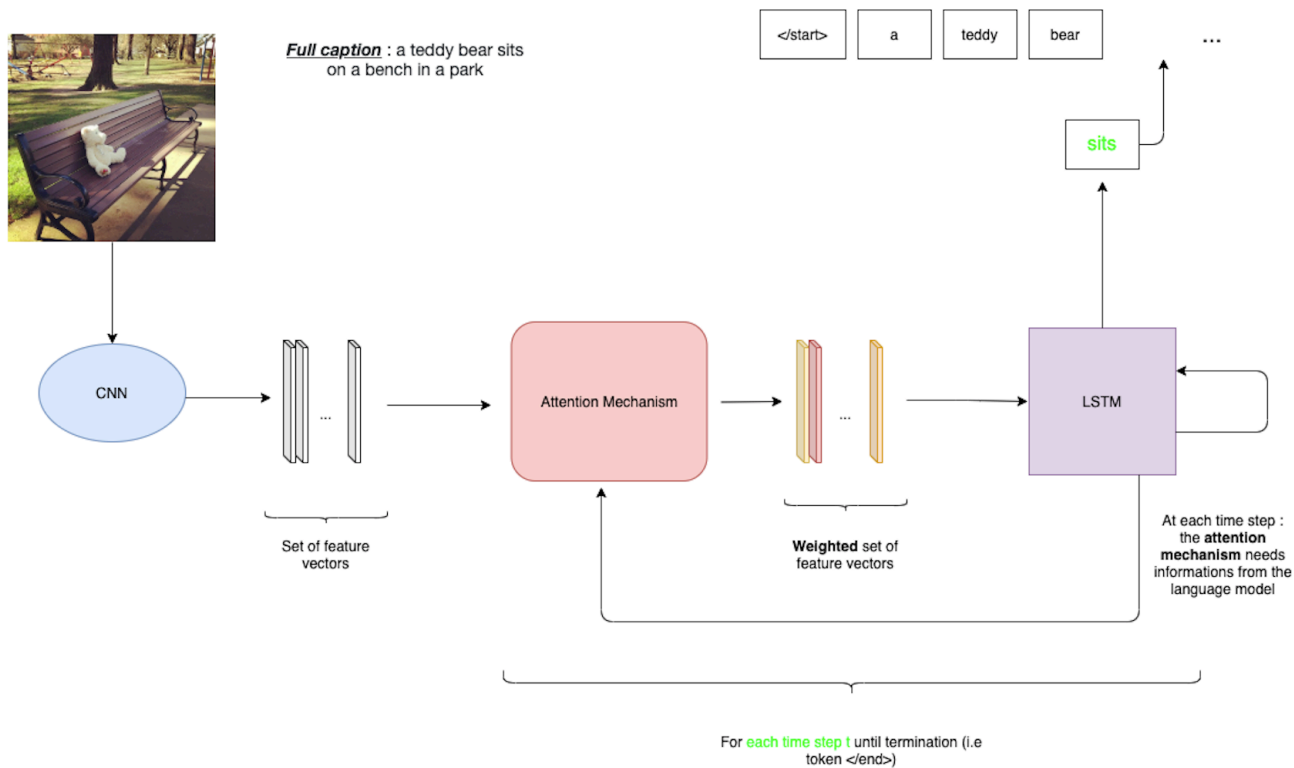 Full caption : a teddy bear sits
on a bench in a park
</start>
a
teddy
bear
...
sits
CNN
...
Attention Mechanism
...
LSTM
Set of feature
vectors
Weighted set of
feature vectors
At each time step :
the attention
mechanism needs
informations from the
language model
For each time step t until termination (i.e
token </end>)